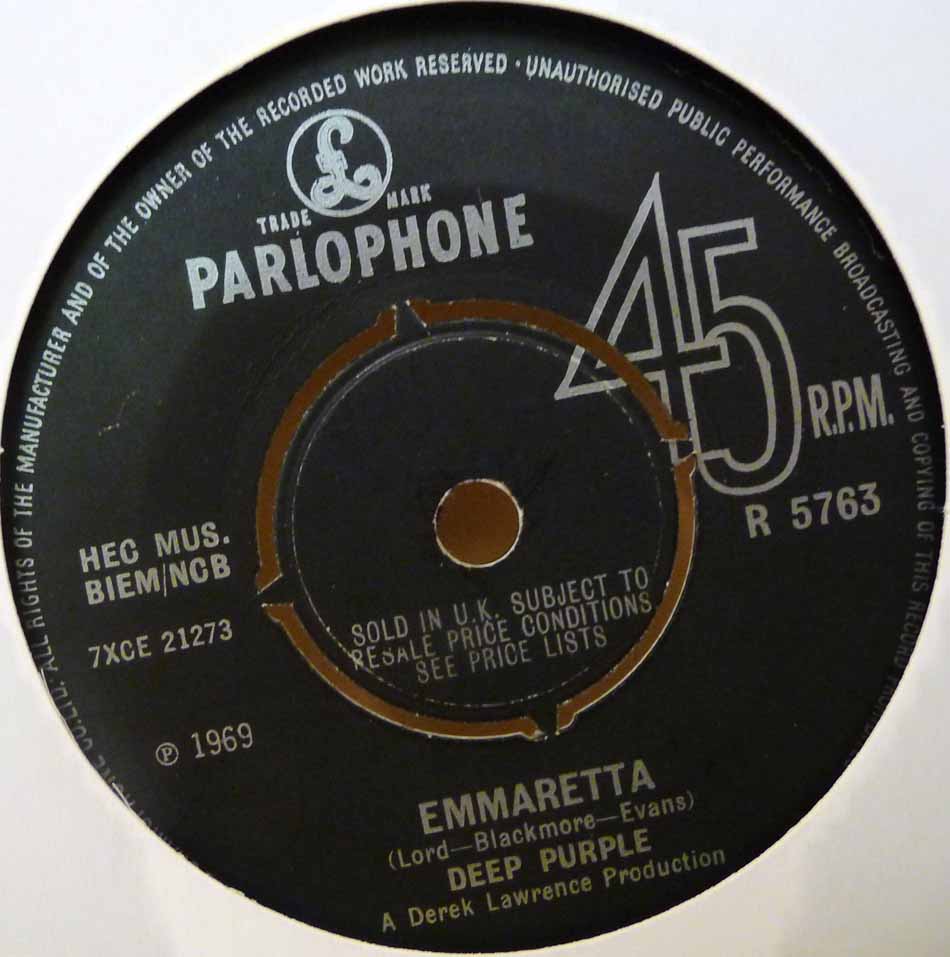 ALL RIGHTS OF THE MANUFACTURER AND OF THE OWNER OF THE RECORDED WORK RESERVED · UNAUTHORISED PUBLIC PERFORMANCE BROADCASTING AND COPYING OF THIS RECORD
£
TRADE MARK
PARLOPHONE
45
R.P.M.
R 5763
HEC MUS.
BIEM/NCB
7XCE 21273
SOLD IN U.K. SUBJECT TO
RESALE PRICE CONDITIONS
SEE PRICE LISTS
℗ 1969
EMMARETTA
(Lord—Blackmore—Evans)
DEEP PURPLE
A Derek Lawrence Production